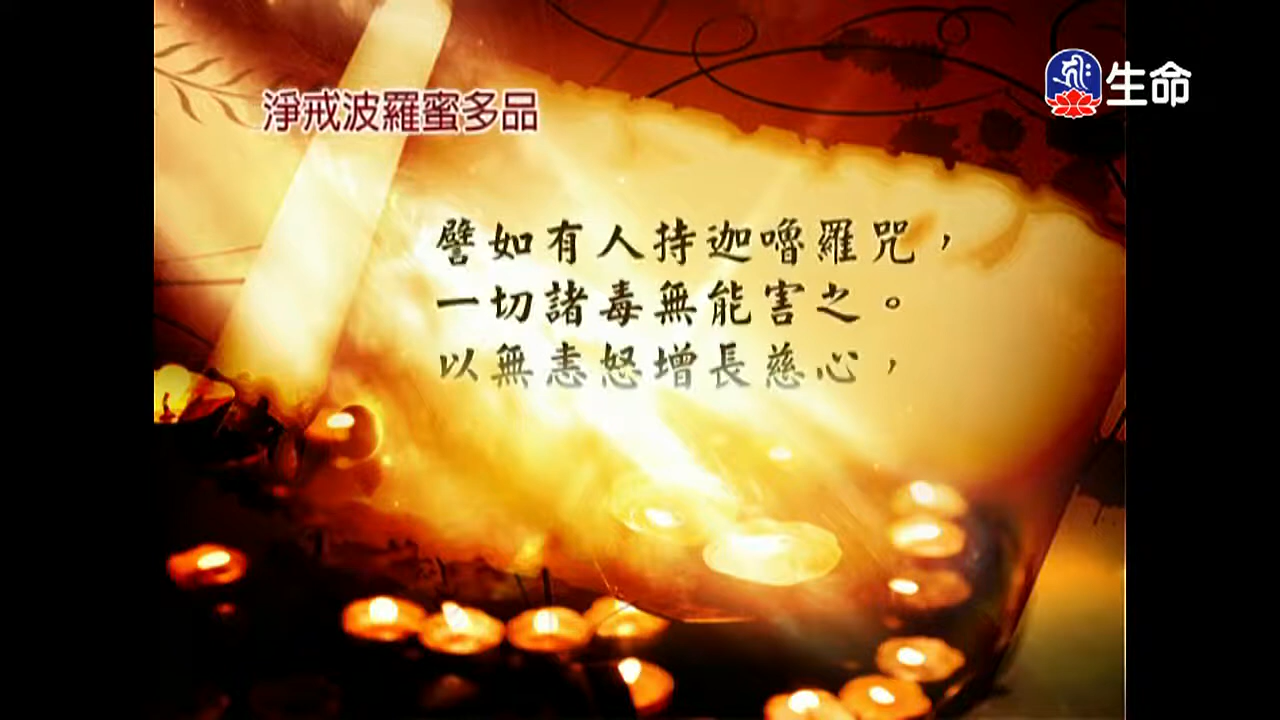 生命
淨戒波羅蜜多品
譬如有人持迦嚕羅咒，
一切諸毒無能害之。
以無恚怒增長慈心，